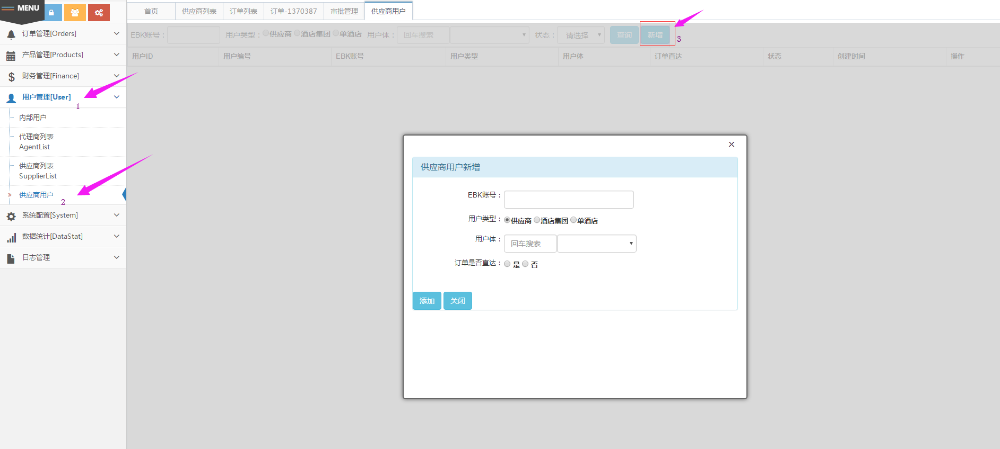 MENU
首页
供应商列表
订单列表
订单-1370387
审批管理
供应商用户
订单管理[Orders]
产品管理[Products]
财务管理[Finance]
用户管理[User]
1
内部用户
代理商列表
AgentList
供应商列表
SupplierList
供应商用户
2
系统配置[System]
数据统计[DataStat]
日志管理
EBK账号： 用户类型： 供应商 酒店集团 单酒店 用户体： 回车搜索 状态： 请选择 查询 新增
3
用户ID 用户编号 EBK账号 用户类型 用户体 订单直达 状态 创建时间 操作
×
供应商用户新增
EBK账号：
用户类型： 供应商 酒店集团 单酒店
用户体： 回车搜索
订单是否直达： 是 否
添加 关闭